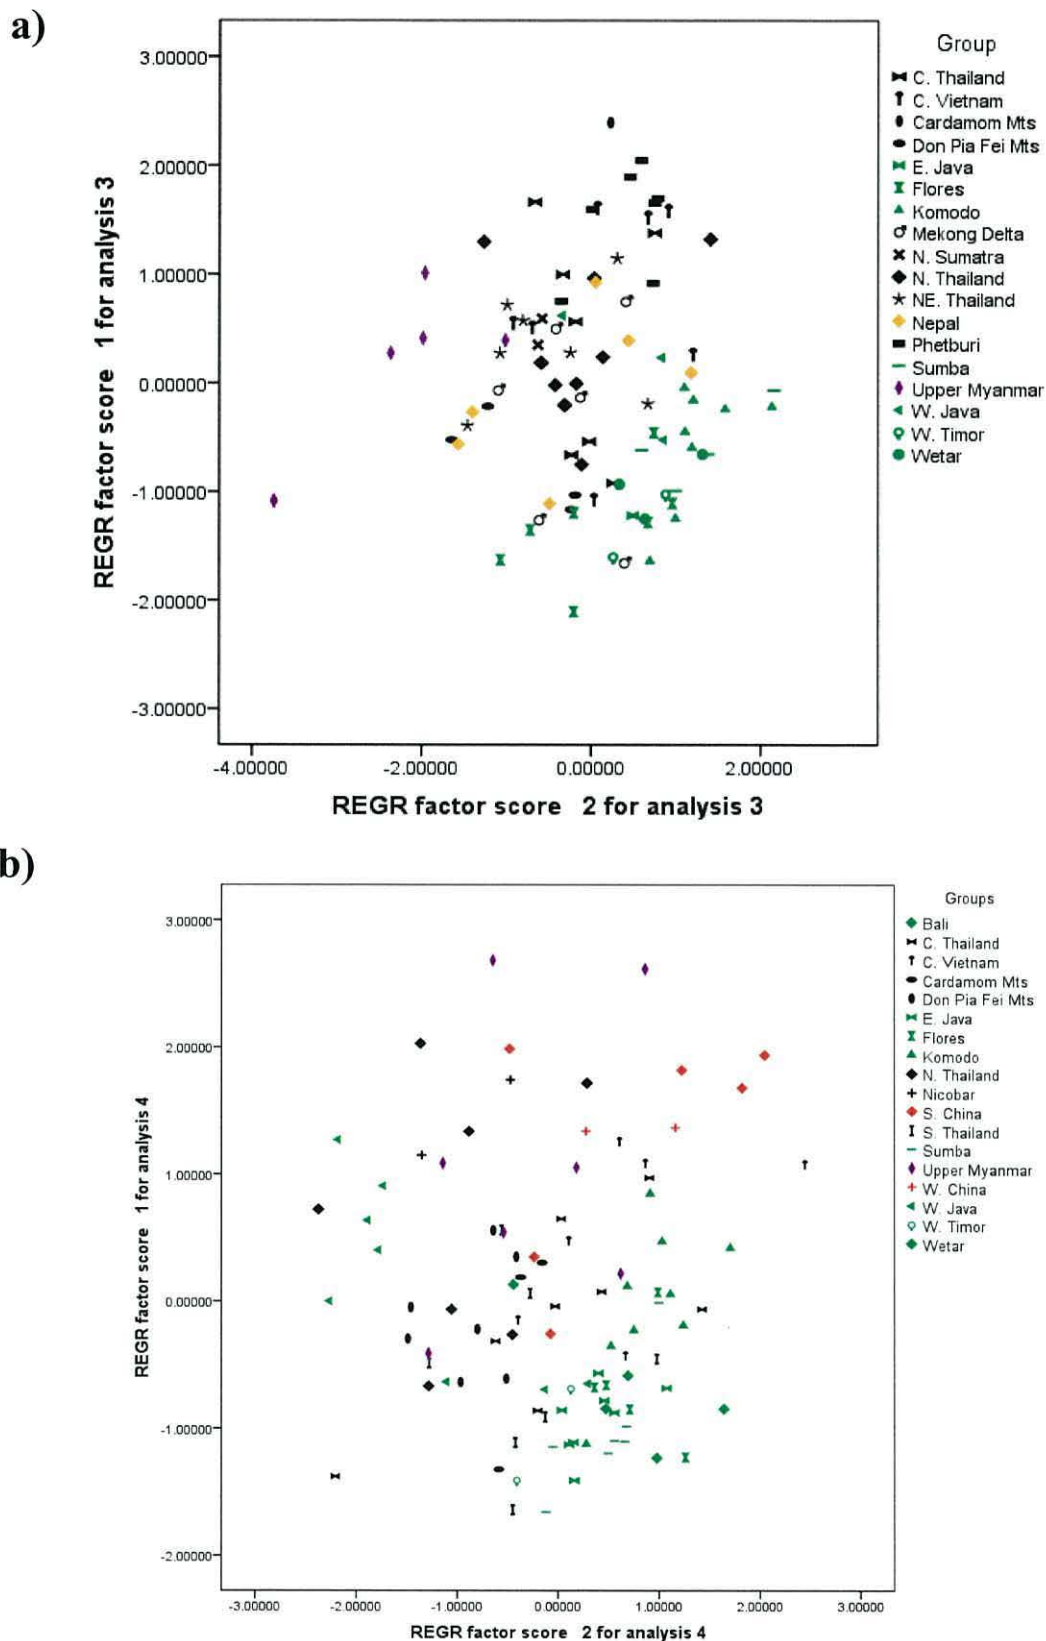 a)
3.00000
2.00000
1.00000
0.00000
-1.00000
-2.00000
-3.00000
REGR factor score 1 for analysis 3
-4.00000 -2.00000 0.00000 2.00000
REGR factor score 2 for analysis 3
Group
C. Thailand
C. Vietnam
Cardamom Mts
Don Pia Fei Mts
E. Java
Flores
Komodo
Mekong Delta
N. Sumatra
N. Thailand
NE. Thailand
Nepal
Phetburi
Sumba
Upper Myanmar
W. Java
W. Timor
Wetar
b)
3.00000
2.00000
1.00000
0.00000
-1.00000
-2.00000
REGR factor score 1 for analysis 4
-3.00000 -2.00000 -1.00000 0.00000 1.00000 2.00000 3.00000
REGR factor score 2 for analysis 4
Groups
Bali
C. Thailand
C. Vietnam
Cardamom Mts
Don Pia Fei Mts
E. Java
Flores
Komodo
N. Thailand
Nicobar
S. China
S. Thailand
Sumba
Upper Myanmar
W. China
W. Java
W. Timor
Wetar